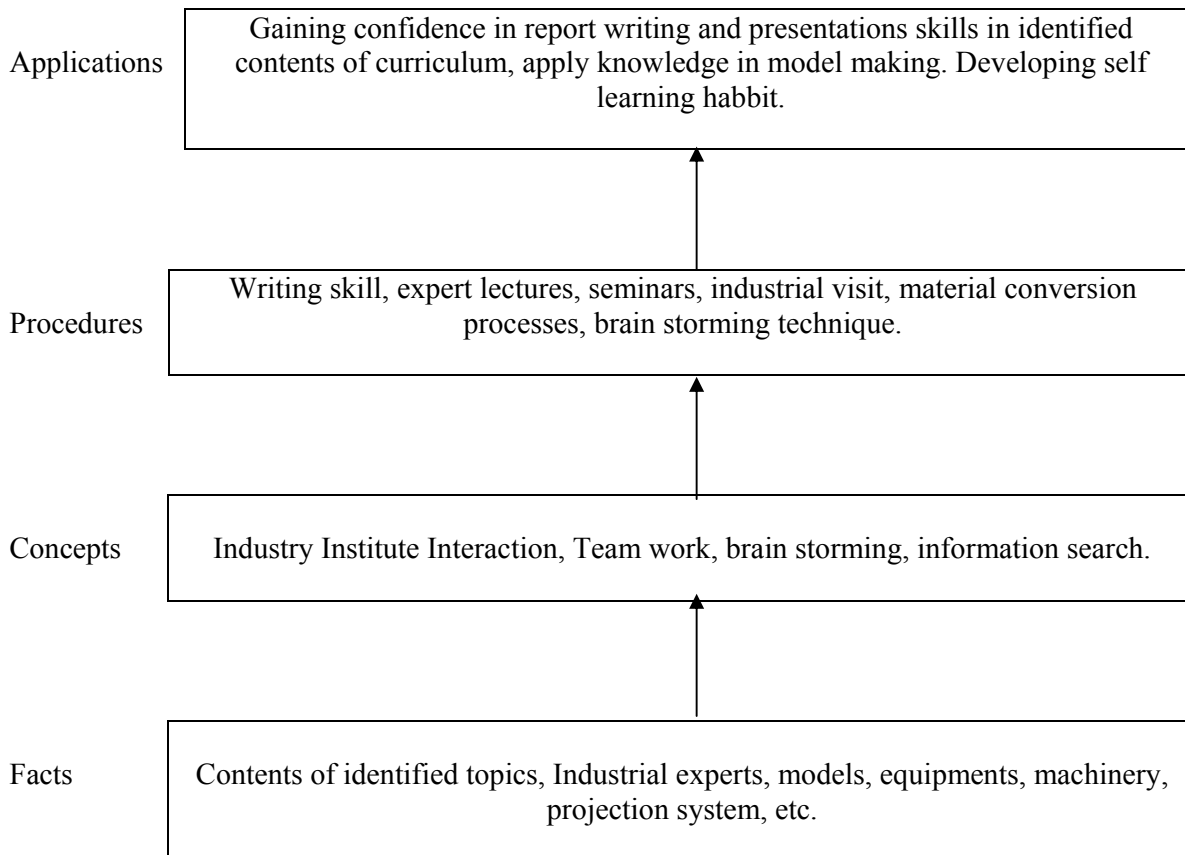 Applications
Gaining confidence in report writing and presentations skills in identified
contents of curriculum, apply knowledge in model making. Developing self
learning habbit.
Procedures
Writing skill, expert lectures, seminars, industrial visit, material conversion
processes, brain storming technique.
Concepts
Industry Institute Interaction, Team work, brain storming, information search.
Facts
Contents of identified topics, Industrial experts, models, equipments, machinery,
projection system, etc.